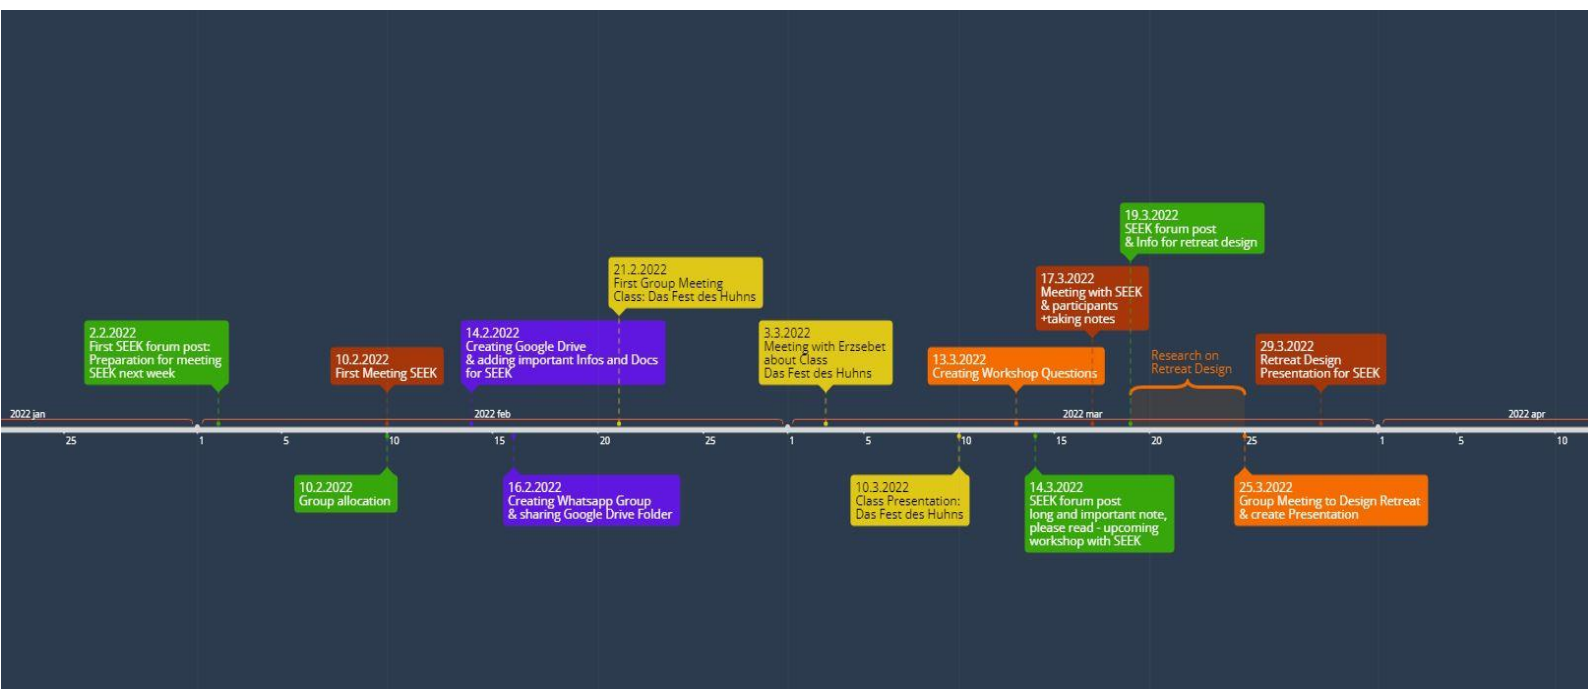 19.3.2022
SEEK forum post
& Info for retreat design
21.2.2022
First Group Meeting
Class: Das Fest des Huhns
17.3.2022
Meeting with SEEK
& participants
+taking notes
2.2.2022
First SEEK forum post:
Preparation for meeting
SEEK next week
10.2.2022
First Meeting SEEK
14.2.2022
Creating Google Drive
& adding important Infos and Docs
for SEEK
3.3.2022
Meeting with Erzsebet
about Class
Das Fest des Huhns
13.3.2022
Creating Workshop Questions
Research on
Retreat Design
29.3.2022
Retreat Design
Presentation for SEEK
2022 jan 2022 feb 2022 mar 2022 apr
25 1 5 10 15 20 25 1 5 10 15 20 25 1 5 10
10.2.2022
Group allocation
16.2.2022
Creating Whatsapp Group
& sharing Google Drive Folder
10.3.2022
Class Presentation:
Das Fest des Huhns
14.3.2022
SEEK forum post
long and important note,
please read - upcoming
workshop with SEEK
25.3.2022
Group Meeting to Design Retreat
& create Presentation